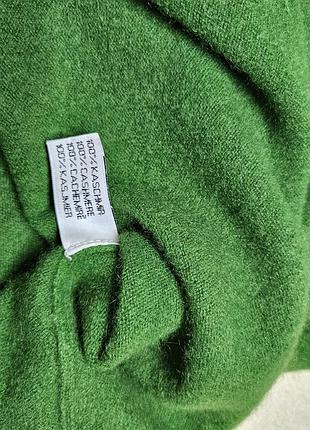 100% KASCHMIR
100% CASHMERE
100% CACHEMIRE
100% KASJMIER